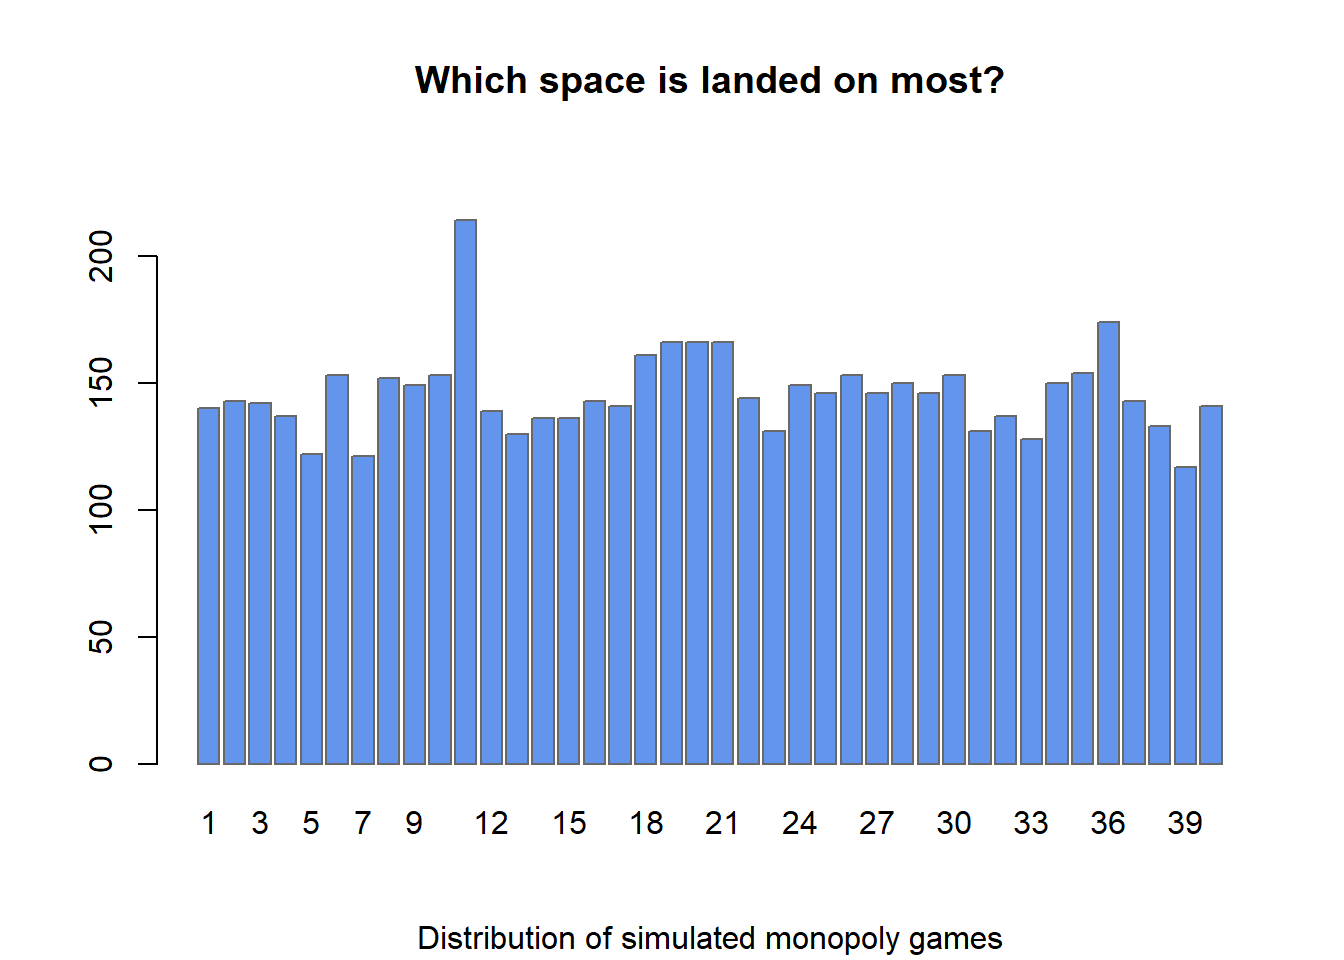 Which space is landed on most?
200
150
100
50
0
1 3 5 7 9 12 15 18 21 24 27 30 33 36 39
Distribution of simulated monopoly games